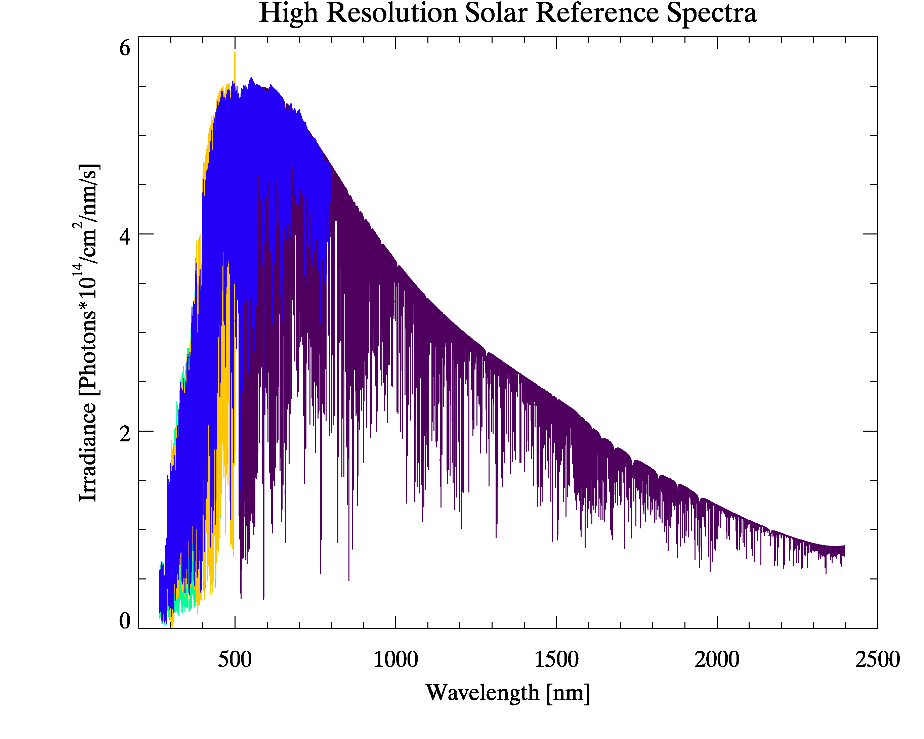 High Resolution Solar Reference Spectra
6
4
2
0
Irradiance [Photons*10^14/cm^2/nm/s]
500 1000 1500 2000 2500
Wavelength [nm]